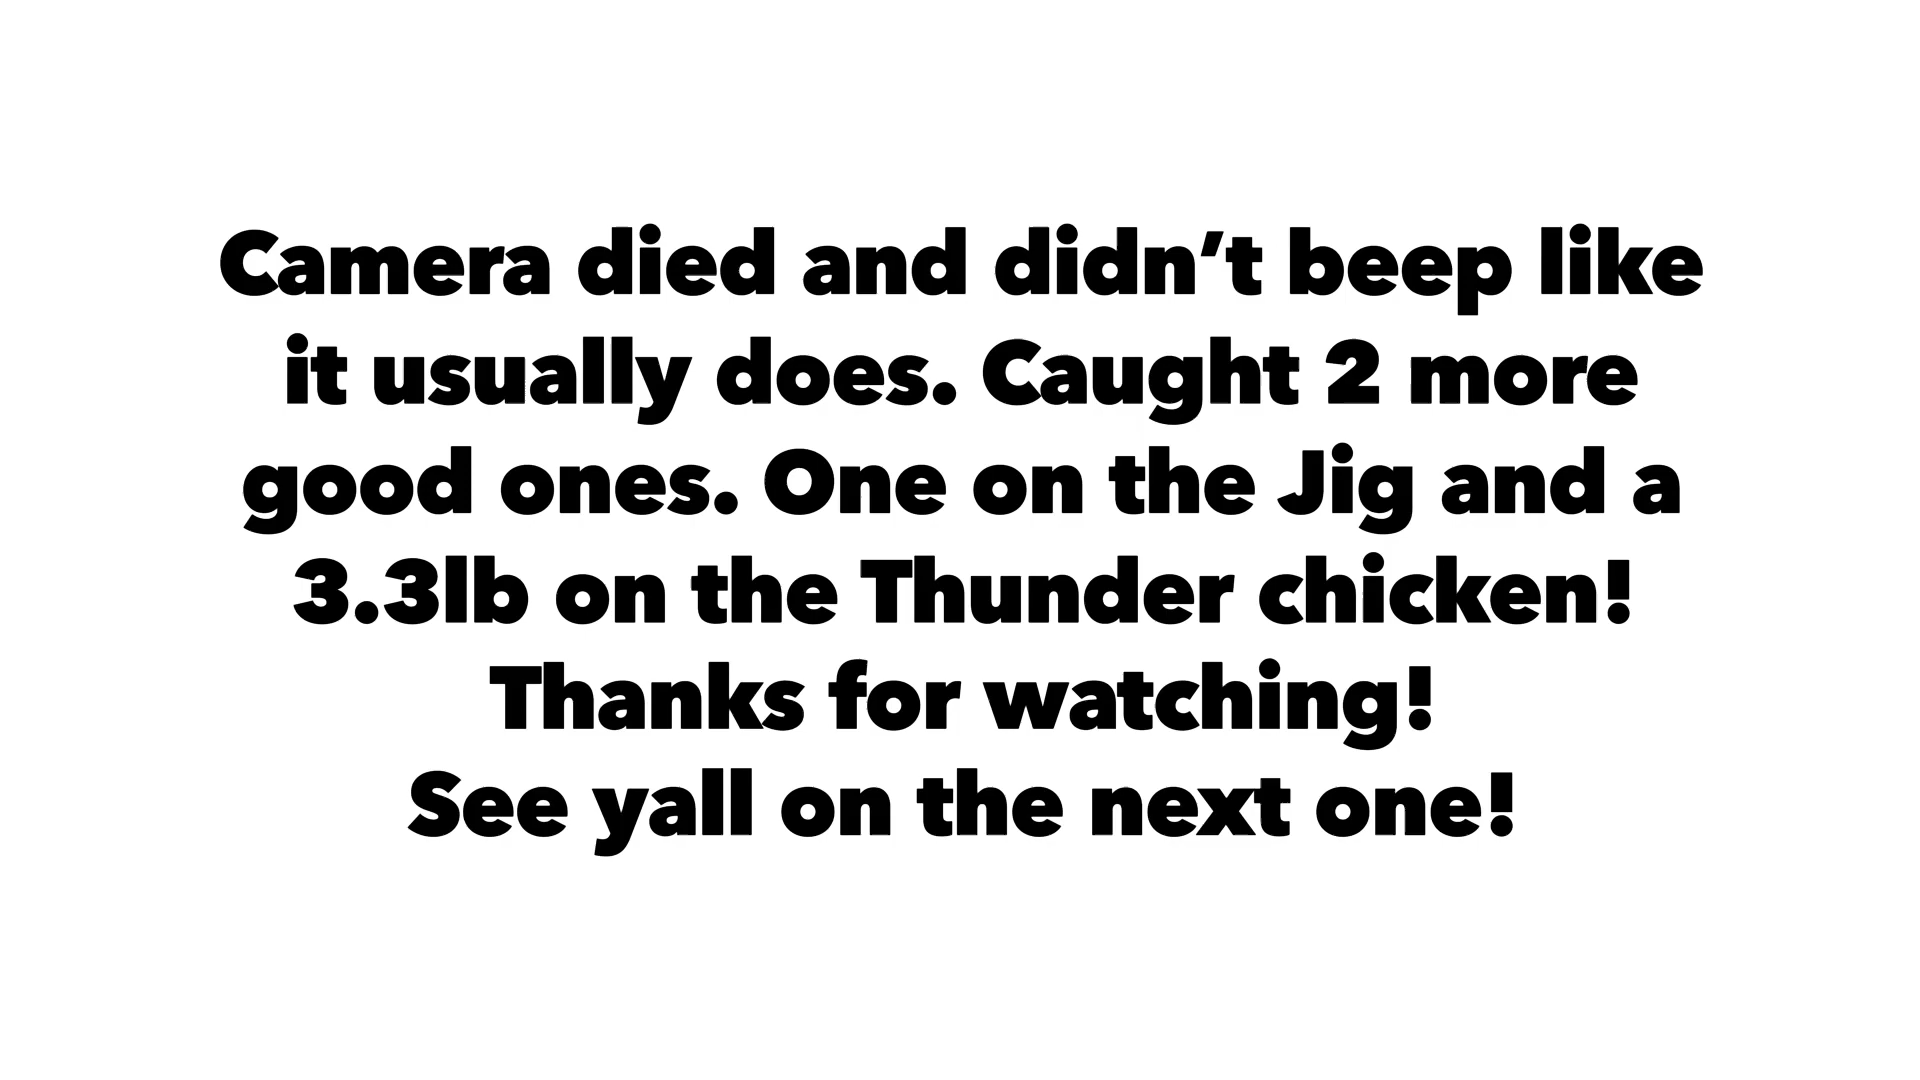 Camera died and didn’t beep like
it usually does. Caught 2 more
good ones. One on the Jig and a
3.3lb on the Thunder chicken!
Thanks for watching!
See yall on the next one!